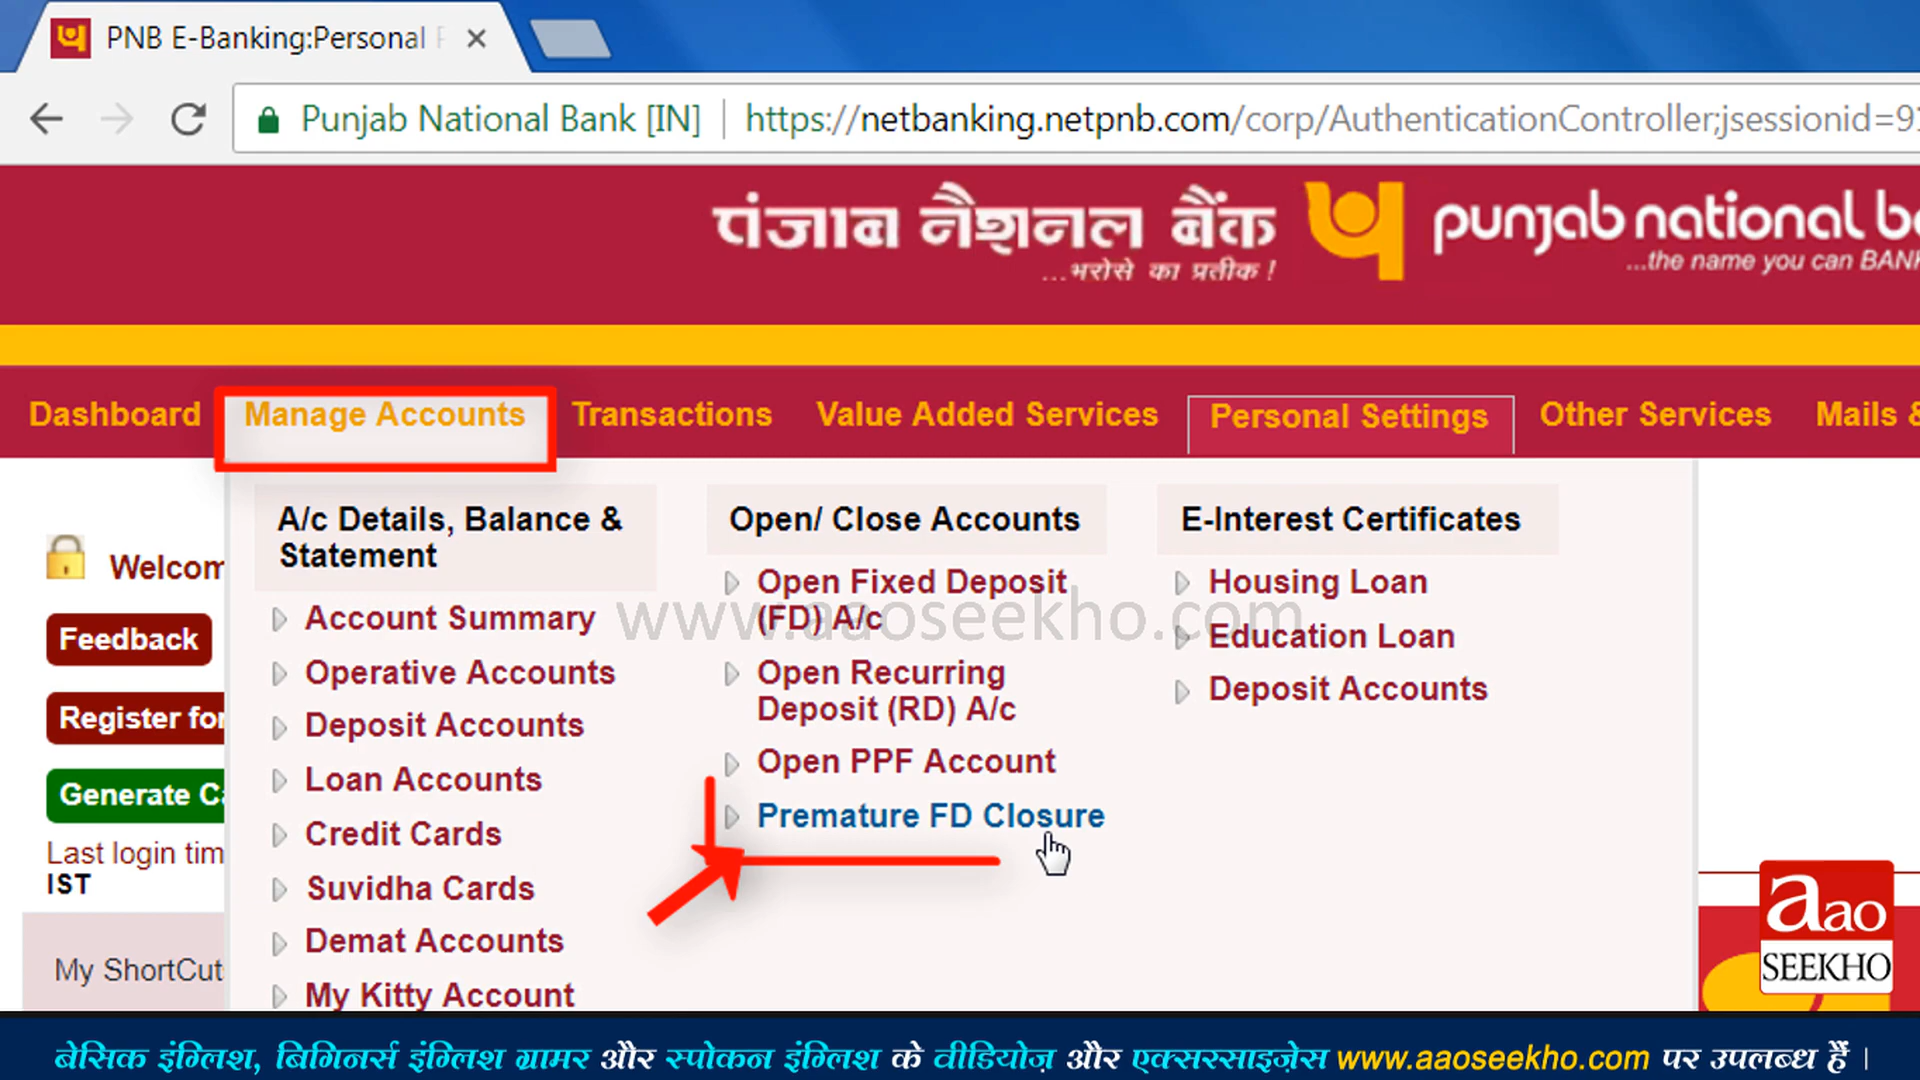 PNB E-Banking:Personal
Punjab National Bank [IN] https://netbanking.netpnb.com/corp/AuthenticationController;jsessionid=9
पंजाब नैशनल बैंक
...भरोसे का प्रतीक !
punjab national b
...the name you can BANK
Dashboard Manage Accounts Transactions Value Added Services Personal Settings Other Services Mails &
Welcom
Feedback
Register for
Generate Ca
Last login tim
IST
My ShortCut
A/c Details, Balance &
Statement
Account Summary
Operative Accounts
Deposit Accounts
Loan Accounts
Credit Cards
Suvidha Cards
Demat Accounts
My Kitty Account
Open/ Close Accounts
Open Fixed Deposit
(FD) A/c
Open Recurring
Deposit (RD) A/c
Open PPF Account
Premature FD Closure
E-Interest Certificates
Housing Loan
Education Loan
Deposit Accounts
www.aaoseekho.com
aao
SEEKHO
बेसिक इंग्लिश, बिगिनर्स इंग्लिश ग्रामर और स्पोकन इंग्लिश के वीडियोज़ और एक्सरसाइज़ेस www.aaoseekho.com पर उपलब्ध हैं |